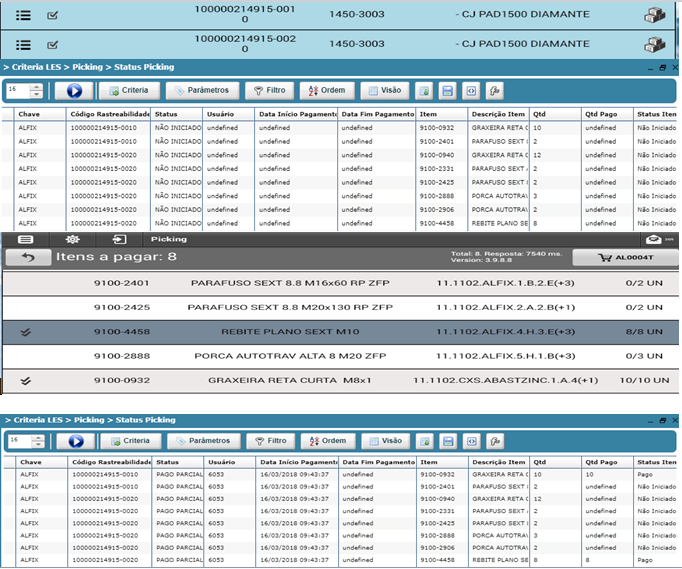 100000214915-001
0
1450-3003
- CJ PAD1500 DIAMANTE
100000214915-002
0
1450-3003
- CJ PAD1500 DIAMANTE
> Criteria LES > Picking > Status Picking
16 Criteria Parâmetros Filtro Ordem Visão
Chave Código Rastreabilidade Status Usuário Data Início Pagamento Data Fim Pagamento Item Descrição Item Qtd Qtd Pago Status Item
ALFIX 100000214915-0010 NÃO INICIADO undefined undefined undefined 9100-0932 GRAXEIRA RETA C 10 undefined Não Iniciado
ALFIX 100000214915-0010 NÃO INICIADO undefined undefined undefined 9100-2401 PARAFUSO SEXT 2 undefined Não Iniciado
ALFIX 100000214915-0020 NÃO INICIADO undefined undefined undefined 9100-0940 GRAXEIRA RETA C 12 undefined Não Iniciado
ALFIX 100000214915-0020 NÃO INICIADO undefined undefined undefined 9100-2331 PARAFUSO SEXT 2 undefined Não Iniciado
ALFIX 100000214915-0020 NÃO INICIADO undefined undefined undefined 9100-2425 PARAFUSO SEXT 2 undefined Não Iniciado
ALFIX 100000214915-0020 NÃO INICIADO undefined undefined undefined 9100-2888 PORCA AUTOTRAV 3 undefined Não Iniciado
ALFIX 100000214915-0020 NÃO INICIADO undefined undefined undefined 9100-2906 PORCA AUTOTRAV 2 undefined Não Iniciado
ALFIX 100000214915-0020 NÃO INICIADO undefined undefined undefined 9100-4458 REBITE PLANO SE 8 undefined Não Iniciado
Picking
Itens a pagar: 8
Total: 8. Resposta: 7540 ms.
Version: 3.9.8.8
AL0004T
9100-2401 PARAFUSO SEXT 8.8 M16x60 RP ZFP 11.1102.ALFIX.1.B.2.E(+3) 0/2 UN
9100-2425 PARAFUSO SEXT 8.8 M20x130 RP ZFP 11.1102.ALFIX.2.A.2.B(+1) 0/2 UN
9100-4458 REBITE PLANO SEXT M10 11.1102.ALFIX.4.H.3.E(+3) 8/8 UN
9100-2888 PORCA AUTOTRAV ALTA 8 M20 ZFP 11.1102.ALFIX.5.H.1.B(+3) 0/3 UN
9100-0932 GRAXEIRA RETA CURTA M8x1 11.1102.CXS.ABASTZINC.1.A.4(+1) 10/10 UN
> Criteria LES > Picking > Status Picking
16 Criteria Parâmetros Filtro Ordem Visão
Chave Código Rastreabilidade Status Usuário Data Início Pagamento Data Fim Pagamento Item Descrição Item Qtd Qtd Pago Status Item
ALFIX 100000214915-0010 PAGO PARCIAL 6053 16/03/2018 09:43:37 undefined 9100-0932 GRAXEIRA RETA C 10 10 Pago
ALFIX 100000214915-0010 PAGO PARCIAL 6053 16/03/2018 09:43:37 undefined 9100-2401 PARAFUSO SEXT 2 undefined Não Iniciado
ALFIX 100000214915-0020 PAGO PARCIAL 6053 16/03/2018 09:43:37 undefined 9100-0940 GRAXEIRA RETA C 12 undefined Não Iniciado
ALFIX 100000214915-0020 PAGO PARCIAL 6053 16/03/2018 09:43:37 undefined 9100-2331 PARAFUSO SEXT 2 undefined Não Iniciado
ALFIX 100000214915-0020 PAGO PARCIAL 6053 16/03/2018 09:43:37 undefined 9100-2425 PARAFUSO SEXT 2 undefined Não Iniciado
ALFIX 100000214915-0020 PAGO PARCIAL 6053 16/03/2018 09:43:37 undefined 9100-2888 PORCA AUTOTRAV 3 undefined Não Iniciado
ALFIX 100000214915-0020 PAGO PARCIAL 6053 16/03/2018 09:43:37 undefined 9100-2906 PORCA AUTOTRAV 2 undefined Não Iniciado
ALFIX 100000214915-0020 PAGO PARCIAL 6053 16/03/2018 09:43:37 undefined 9100-4458 REBITE PLANO SE 8 8 Pago